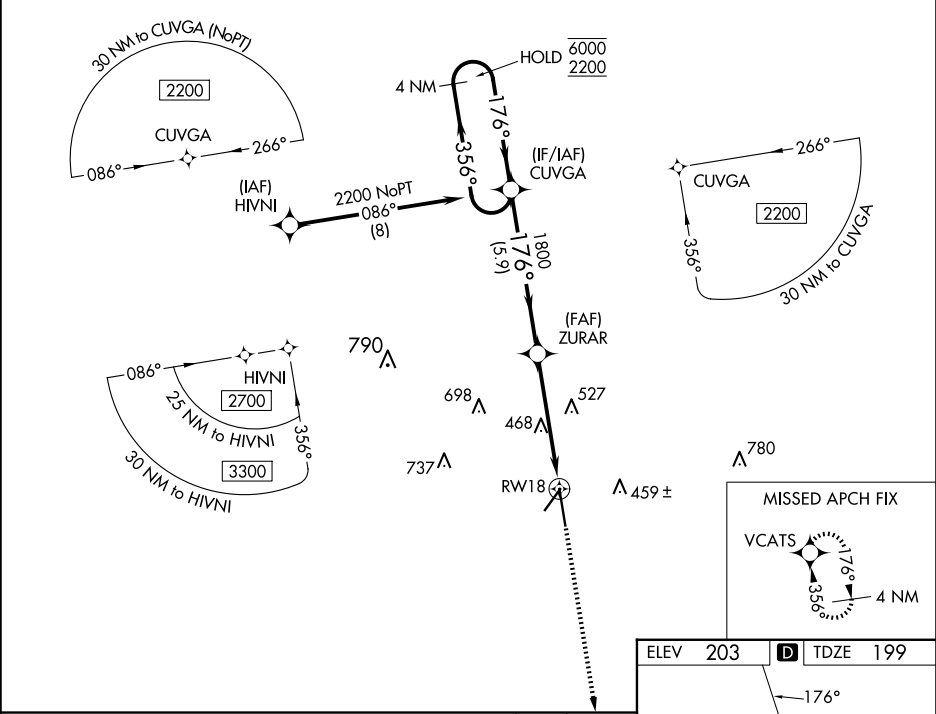 30 NM to CUVGA (NoPT)
2200
CUVGA
086°
266°
HOLD
6000
2200
4 NM
176°
356°
(IF/IAF)
CUVGA
(IAF)
HIVNI
2200 NoPT
086°
(8)
1800
176°
(5.9)
266°
CUVGA
2200
356°
30 NM to CUVGA
(FAF)
ZURAR
086°
HIVNI
2700
25 NM to HIVNI
356°
3300
30 NM to HIVNI
790
698
527
468
737
780
RW18
459 ±
MISSED APCH FIX
VCATS
176°
356°
4 NM
ELEV 203 D TDZE 199
176°